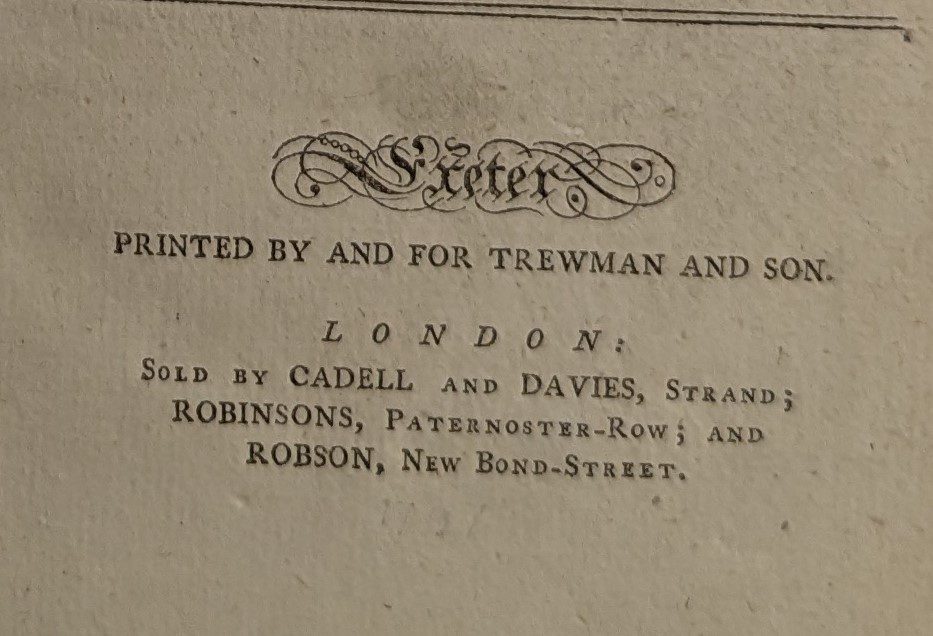 Exeter
PRINTED BY AND FOR TREWMAN AND SON.
LONDON:
SOLD BY CADELL AND DAVIES, STRAND;
ROBINSONS, PATERNOSTER-ROW; AND
ROBSON, NEW BOND-STREET.